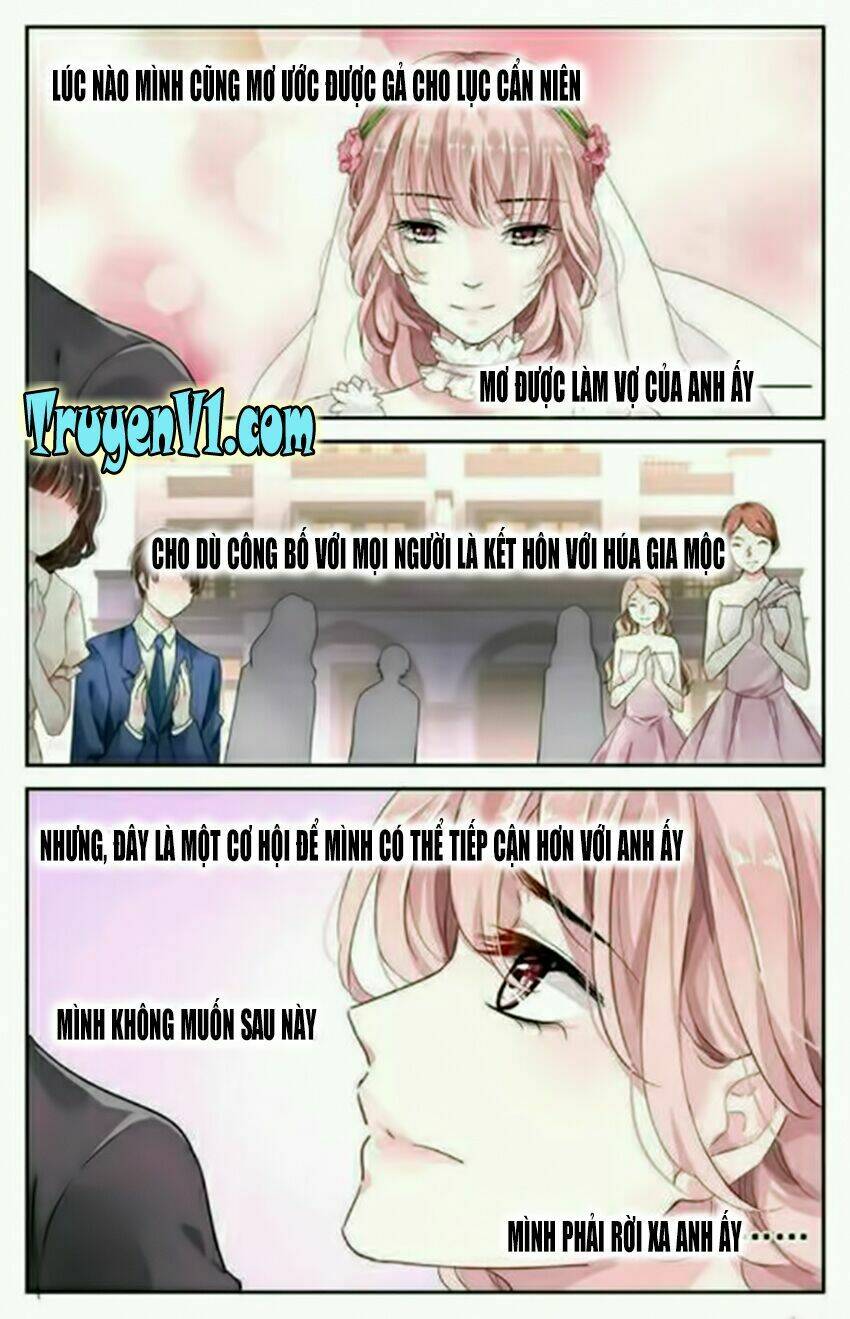 LÚC NÀO MÌNH CŨNG MƠ ƯỚC ĐƯỢC GẢ CHO LỤC CẨN NIÊN
MƠ ĐƯỢC LÀM VỢ CỦA ANH ẤY ——
TruyenV1.com
CHO DÙ CÔNG BỐ VỚI MỌI NGƯỜI LÀ KẾT HÔN VỚI HÚA GIA MỘC
NHƯNG, ĐÂY LÀ MỘT CƠ HỘI ĐỂ MÌNH CÓ THỂ TIẾP CẬN HƠN VỚI ANH ẤY
MÌNH KHÔNG MUỐN SAU NÀY
MÌNH PHẢI RỜI XA ANH ẤY ······